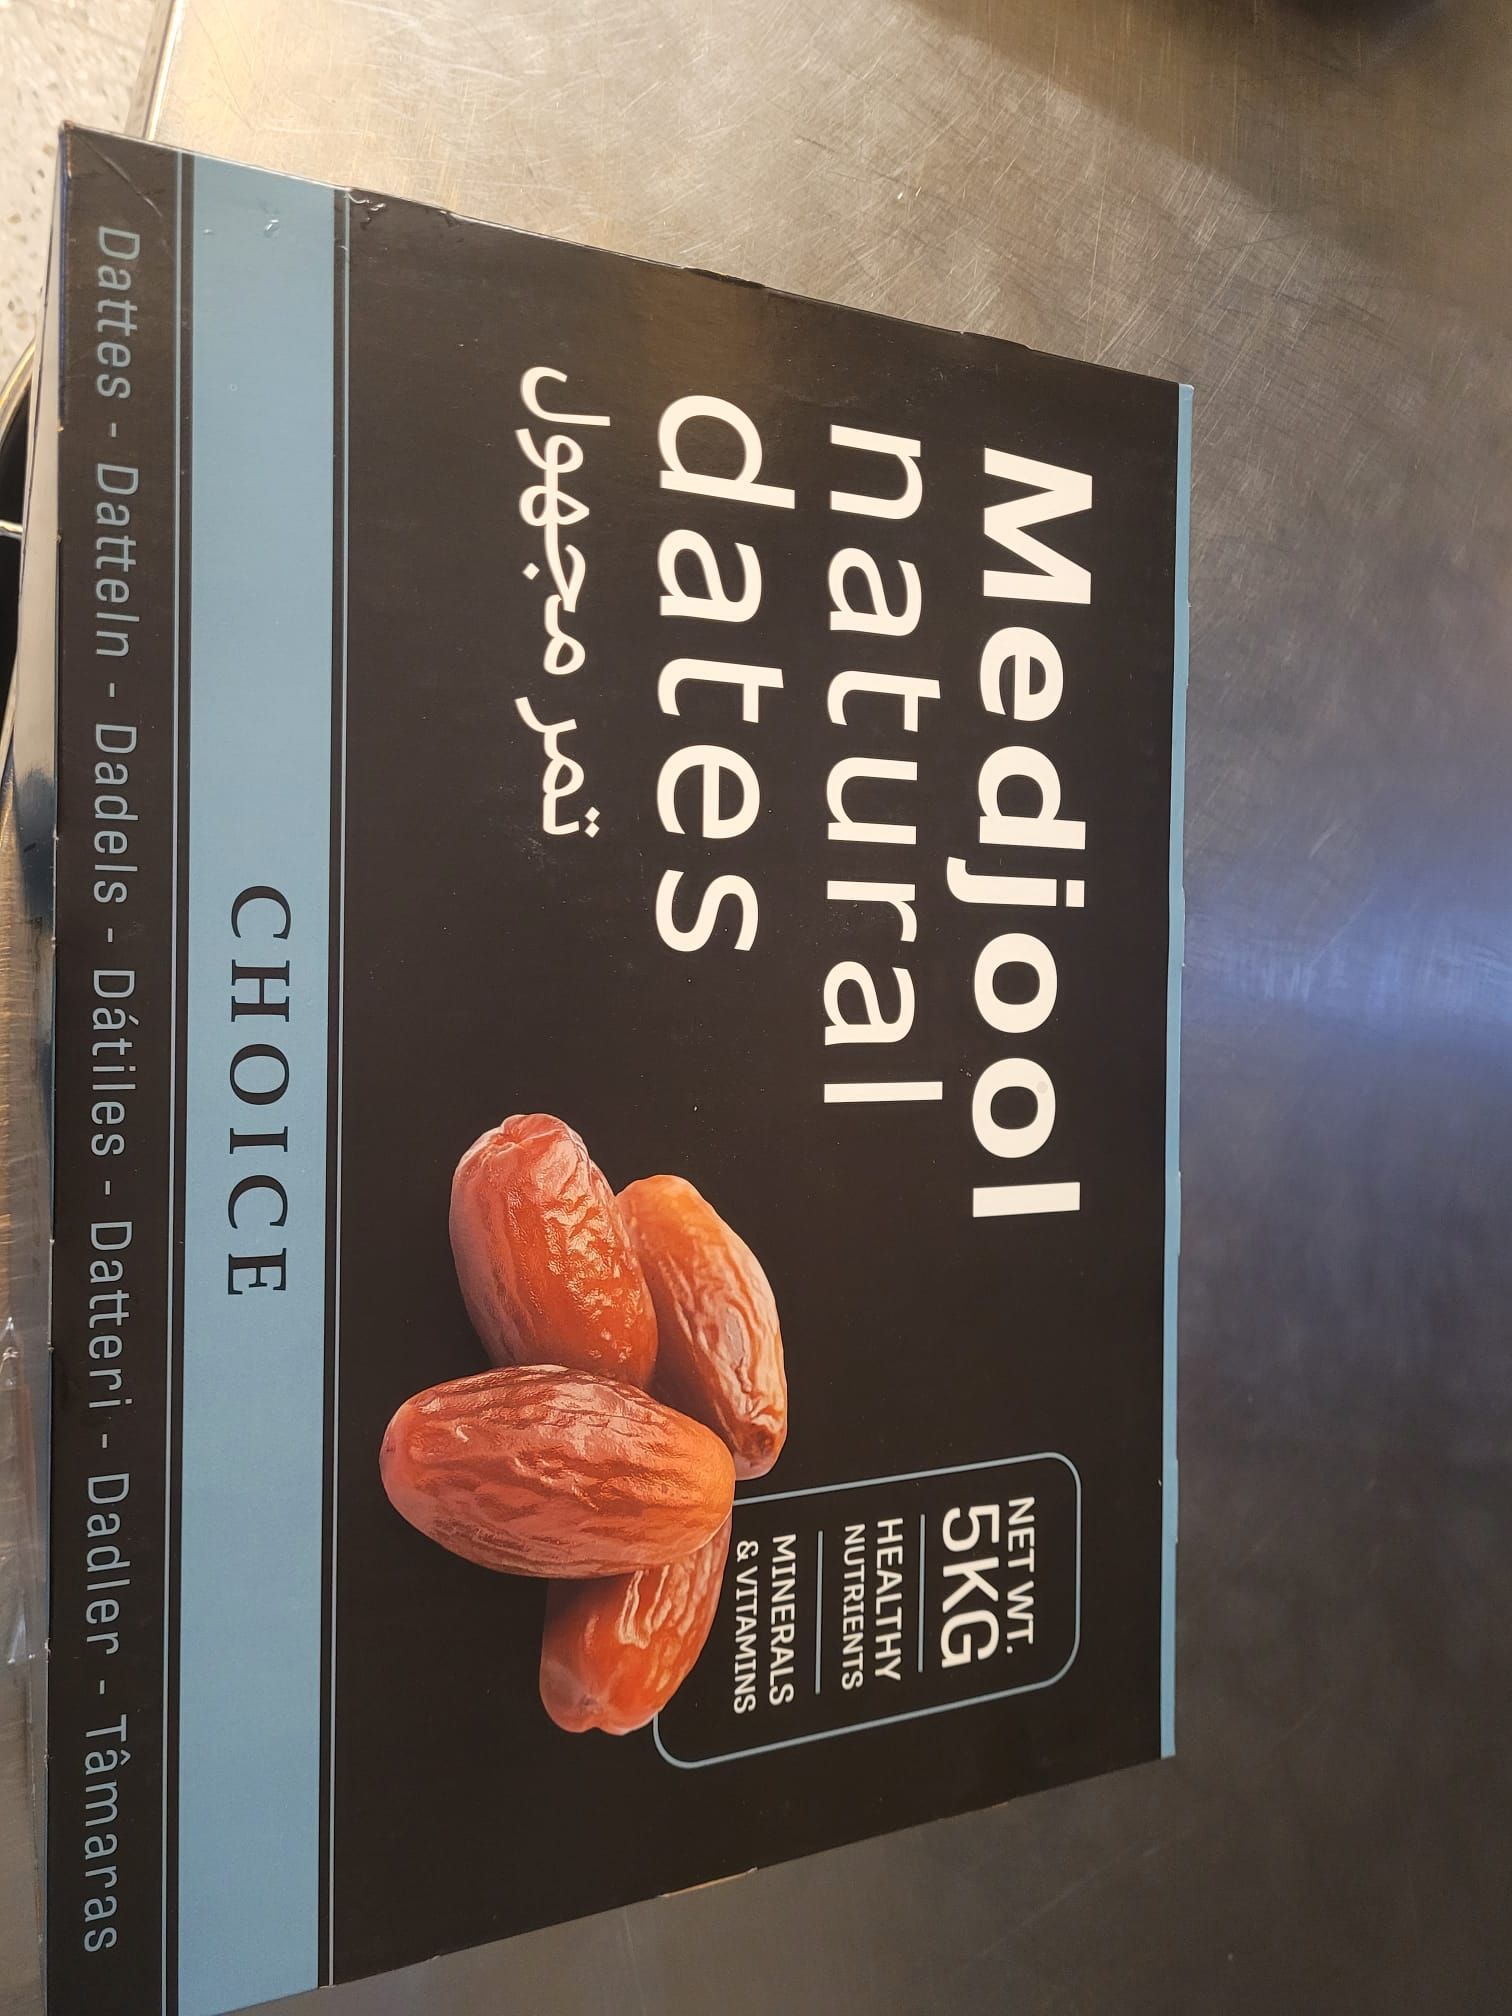 Medjool
natural
dates
تمر مجهول
NET WT.
5KG
HEALTHY
NUTRIENTS
MINERALS
& VITAMINS
CHOICE
Dattes - Datteln - Dadels - Dátiles - Datteri - Dadler - Tâmaras